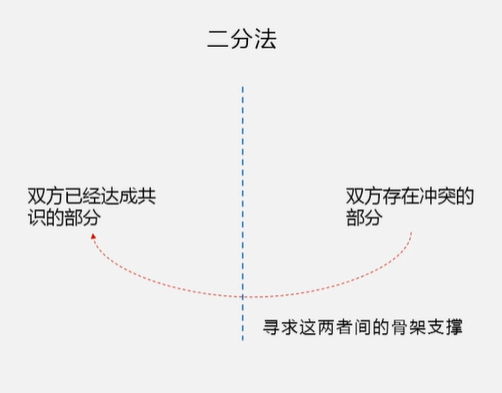 二分法
双方已经达成共
识的部分
双方存在冲突的
部分
寻求这两者间的骨架支撑